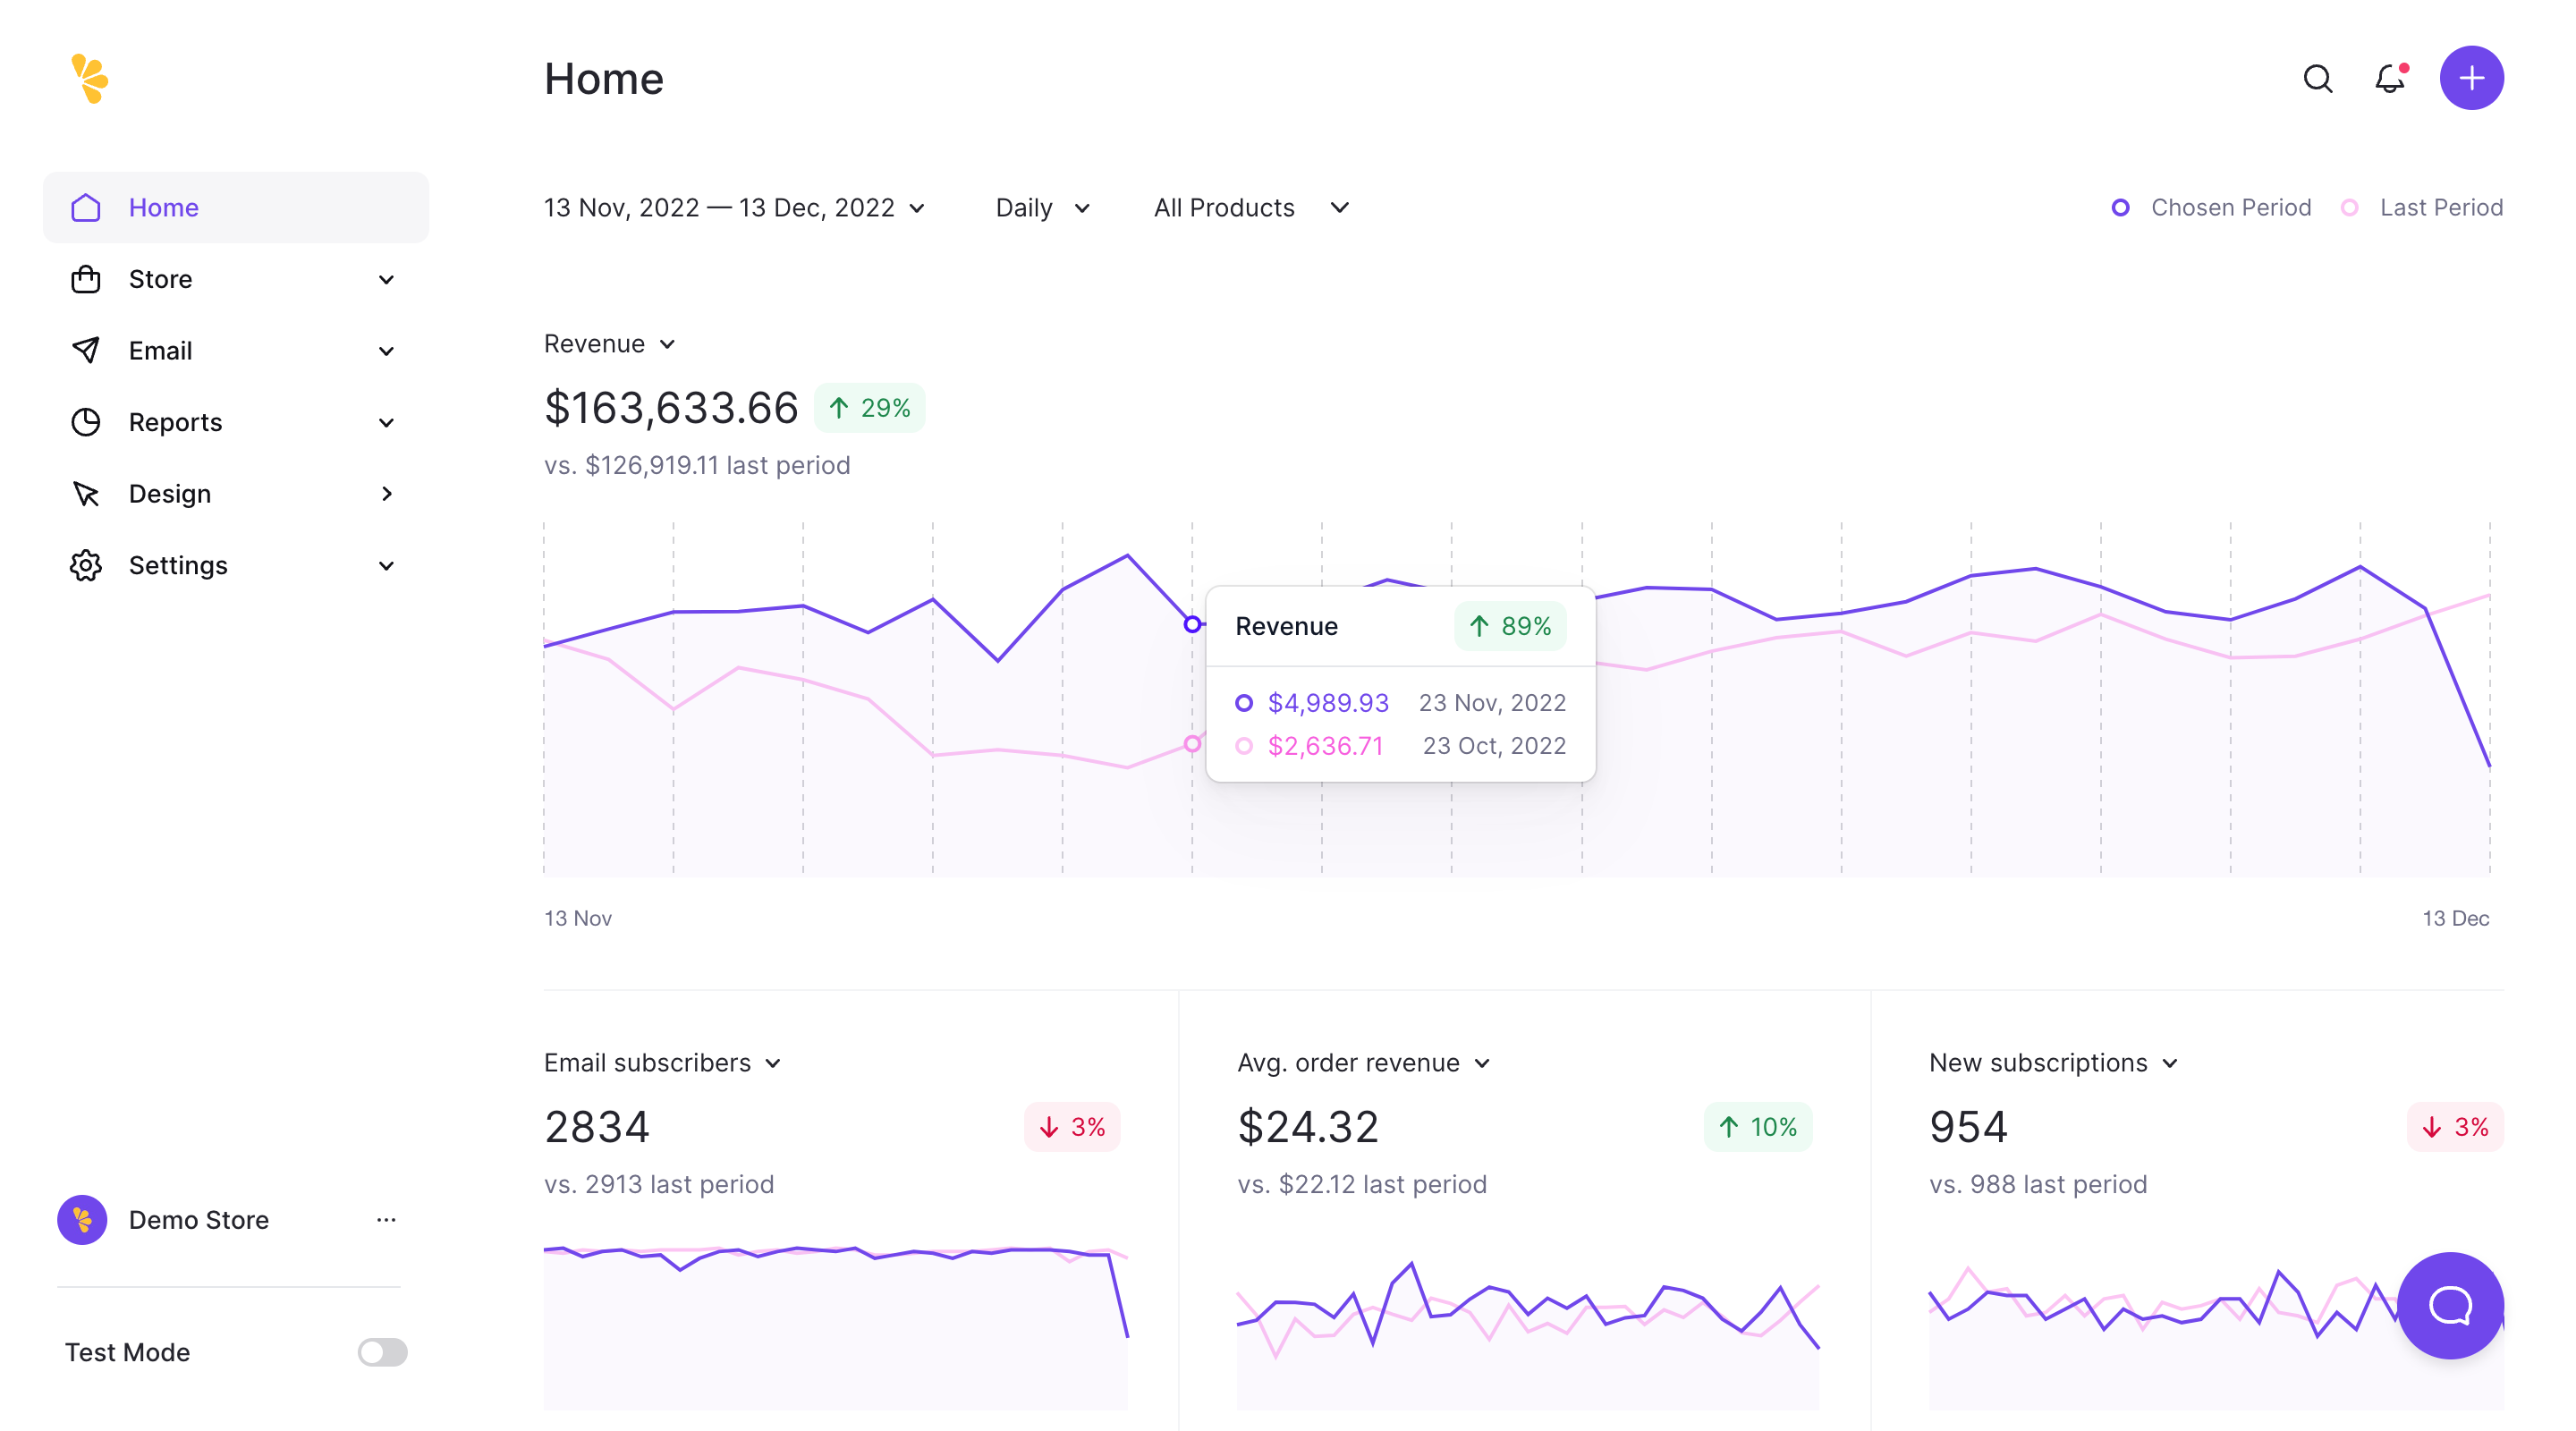 Home
Home
Store
Email
Reports
Design
Settings
Demo Store
Test Mode
13 Nov, 2022 — 13 Dec, 2022
Daily
All Products
Chosen Period
Last Period
Revenue
$163,633.66
29%
vs. $126,919.11 last period
Revenue
89%
$4,989.93 23 Nov, 2022
$2,636.71 23 Oct, 2022
13 Nov
13 Dec
Email subscribers
2834
3%
vs. 2913 last period
Avg. order revenue
$24.32
10%
vs. $22.12 last period
New subscriptions
954
3%
vs. 988 last period